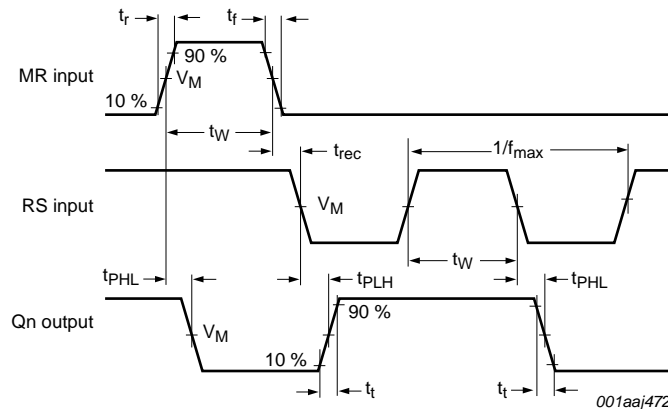 tr
tf
90 %
MR input
VM
10 %
tW
trec
1/fmax
RS input
VM
tW
tPHL
tPLH
tPHL
Qn output
90 %
VM
10 %
tt
tt
001aaj472